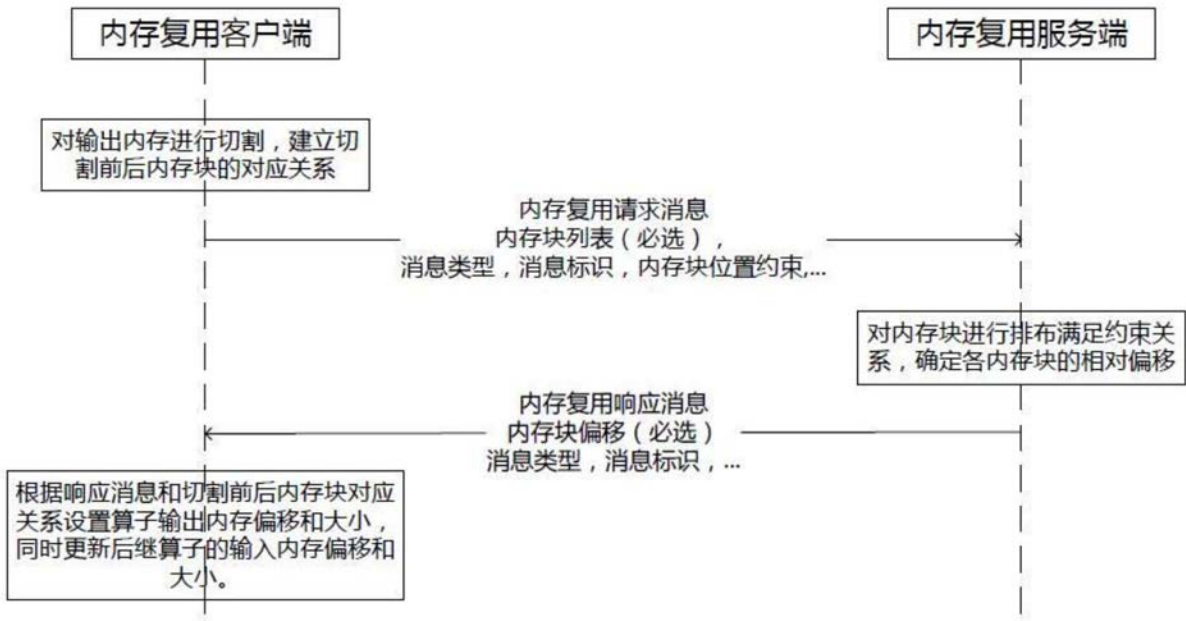 内存复用客户端
内存复用服务端
对输出内存进行切割，建立切
割前后内存块的对应关系
内存复用请求消息
内存块列表（必选），
消息类型，消息标识，内存块位置约束,...
对内存块进行排布满足约束关
系，确定各内存块的相对偏移
内存复用响应消息
内存块偏移（必选）
消息类型，消息标识，...
根据响应消息和切割前后内存块对应
关系设置算子输出内存偏移和大小，
同时更新后继算子的输入内存偏移和
大小。